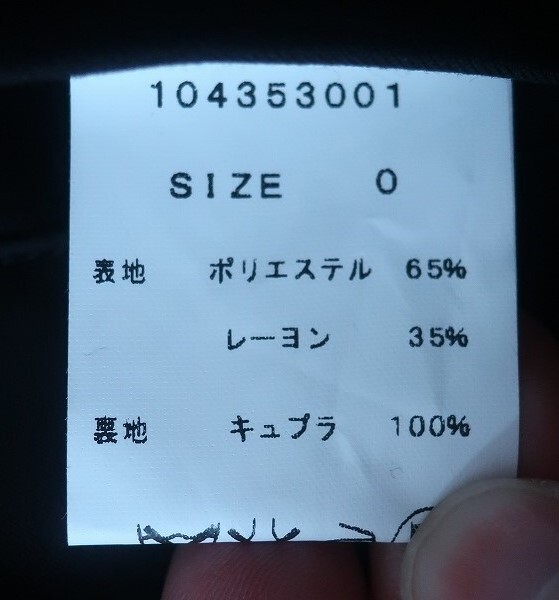 104353001
SIZE 0
表地 ポリエステル 65%
レーヨン 35%
裏地 キュプラ 100%